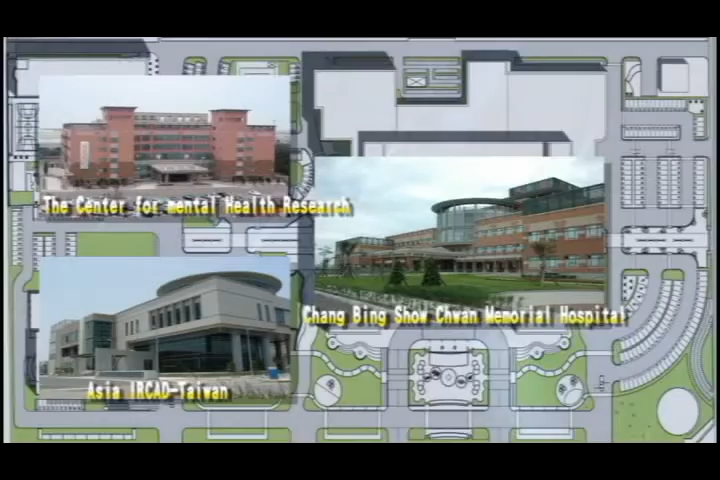 The Center for mental Health Research
Chang Bing Show Chwan Memorial Hospital
Asia IRCAD-Taiwan